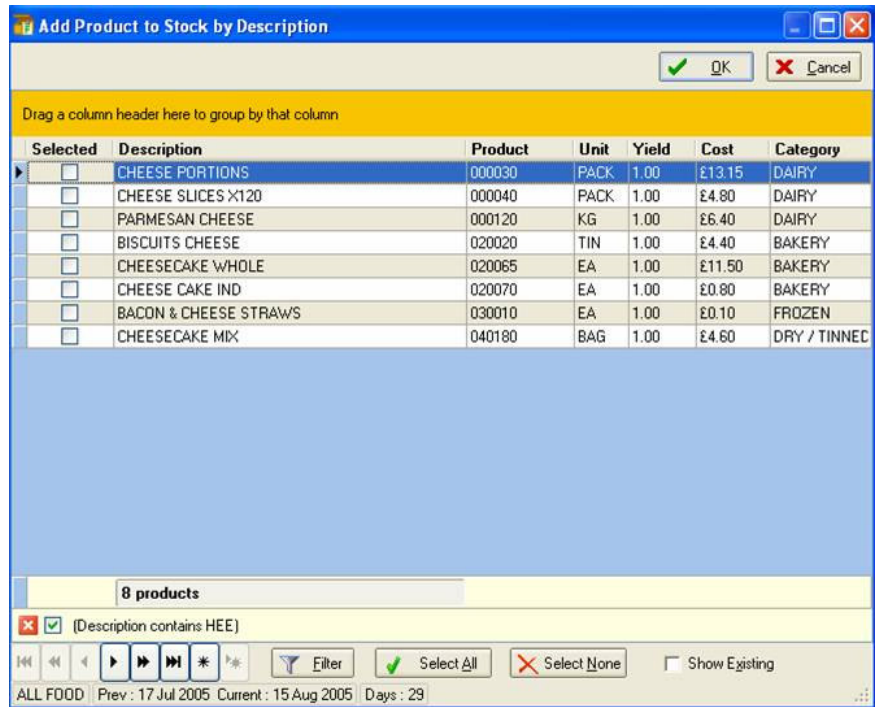 Add Product to Stock by Description
OK Cancel
Drag a column header here to group by that column
Selected Description Product Unit Yield Cost Category
CHEESE PORTIONS 000030 PACK 1.00 £13.15 DAIRY
CHEESE SLICES X120 000040 PACK 1.00 £4.80 DAIRY
PARMESAN CHEESE 000120 KG 1.00 £6.40 DAIRY
BISCUITS CHEESE 020020 TIN 1.00 £4.40 BAKERY
CHEESECAKE WHOLE 020065 EA 1.00 £11.50 BAKERY
CHEESE CAKE IND 020070 EA 1.00 £0.80 BAKERY
BACON & CHEESE STRAWS 030010 EA 1.00 £0.10 FROZEN
CHEESECAKE MIX 040180 BAG 1.00 £4.60 DRY / TINNED
8 products
(Description contains HEE)
Filter Select All Select None Show Existing
ALL FOOD Prev : 17 Jul 2005 Current : 15 Aug 2005 Days : 29